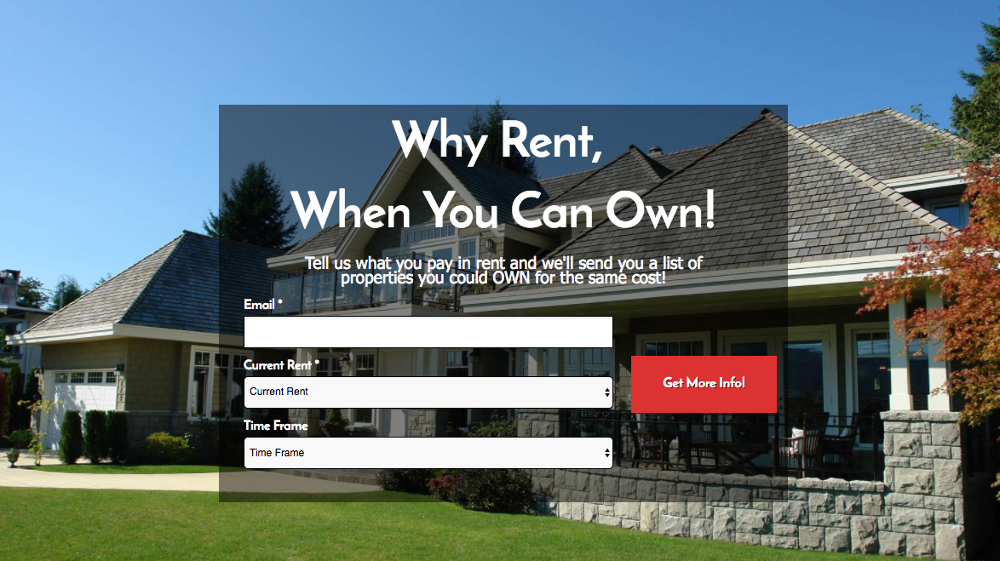 Why Rent,
When You Can Own!
Tell us what you pay in rent and we'll send you a list of
properties you could OWN for the same cost!
Email *
Current Rent *
Current Rent
Get More Info!
Time Frame
Time Frame